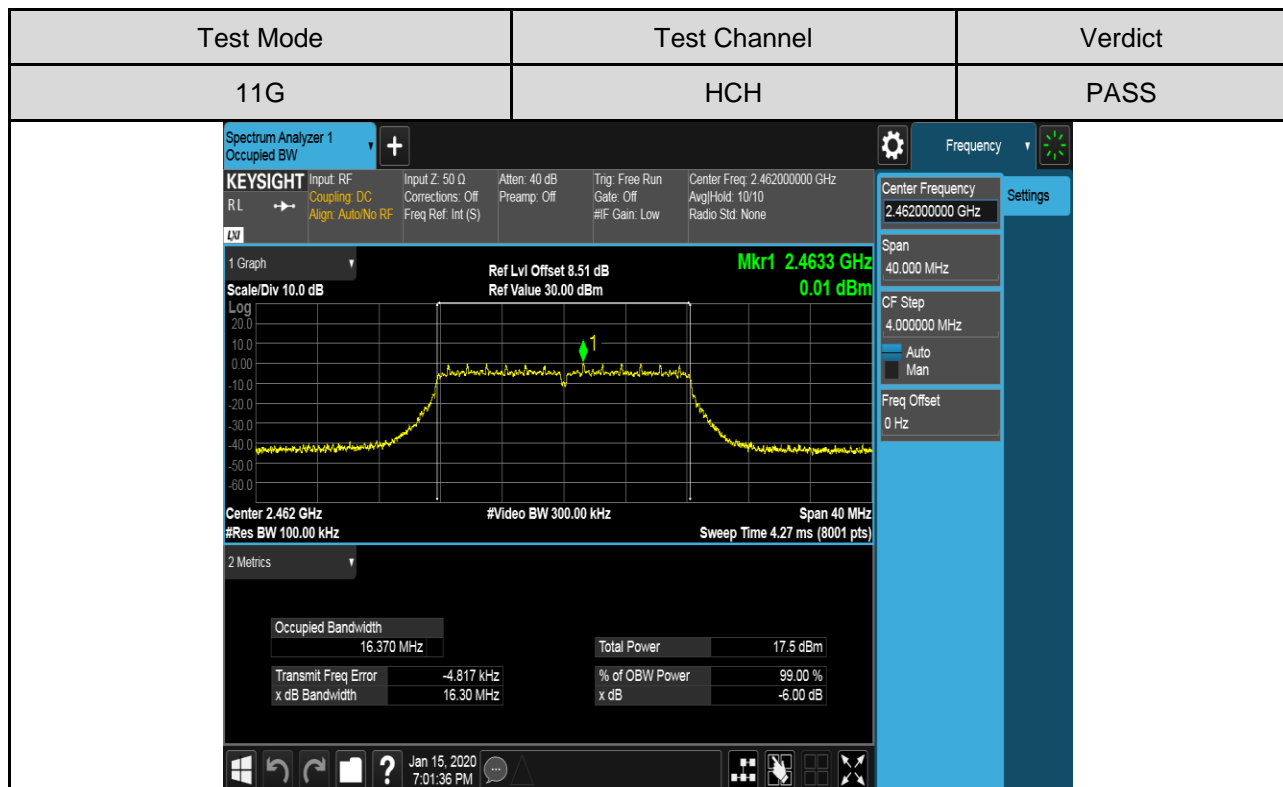 Test Mode Test Channel Verdict
11G HCH PASS
Spectrum Analyzer 1
Occupied BW
+
Frequency
KEYSIGHT Input: RF Input Z: 50 Ω Atten: 40 dB Trig: Free Run Center Freq: 2.462000000 GHz
RL Coupling: DC Corrections: Off Preamp: Off Gate: Off Avg|Hold: 10/10
Align: Auto/No RF Freq Ref: Int (S) #IF Gain: Low Radio Std: None
LXI
Center Frequency
2.462000000 GHz
Settings
Span
40.000 MHz
CF Step
4.000000 MHz
Auto
Man
Freq Offset
0 Hz
1 Graph
Ref Lvl Offset 8.51 dB
Mkr1 2.4633 GHz
Scale/Div 10.0 dB Ref Value 30.00 dBm 0.01 dBm
Log
20.0
10.0
0.00
-10.0
-20.0
-30.0
-40.0
-50.0
-60.0
1
Center 2.462 GHz #Video BW 300.00 kHz Span 40 MHz
#Res BW 100.00 kHz Sweep Time 4.27 ms (8001 pts)
2 Metrics
Occupied Bandwidth
16.370 MHz Total Power 17.5 dBm
Transmit Freq Error -4.817 kHz % of OBW Power 99.00 %
x dB Bandwidth 16.30 MHz x dB -6.00 dB
? Jan 15, 2020
7:01:36 PM